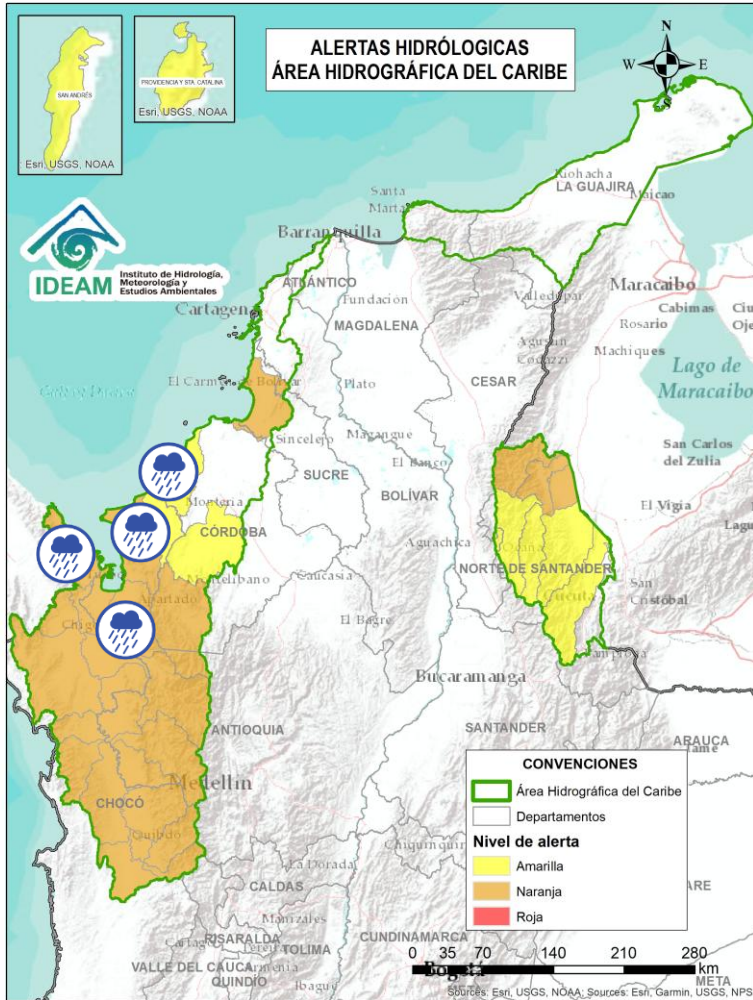 ALERTAS HIDRÓLOGICAS
ÁREA HIDROGRÁFICA DEL CARIBE
N
W E
S
SAN ANDRÉS
Esri, USGS, NOAA
PROVIDENCIA Y STA. CATALINA
Esri, USGS, NOAA
IDEAM
Instituto de Hidrología,
Meteorología y
Estudios Ambientales
Riohacha
LA GUAJIRA
Maicao
Santa
Marta
Barranquilla
ATLÁNTICO
Cartagena
Fundación
MAGDALENA
Valledupar
Maracaibo
Cabimas
Rosario
Machiques
Agustín
Codazzi
Lago de
Maracaibo
CESAR
El Carmen de Bolívar
Plato
Sincelejo
Magangue
SUCRE
El Banco
BOLÍVAR
San Carlos
del Zulia
El Vigía
Montería
CÓRDOBA
Aguachica
Ocaña
NORTE DE SANTANDER
Cúcuta
San
Cristóbal
Montelibano
Caucasia
Apartado
El Bagre
Pamplona
Bucaramanga
ANTIOQUIA
SANTANDER
ARAUCA
Medellín
CHOCÓ
Quibdó
La Dorada
CALDAS
Manizales
RISARALDA
TOLIMA
CUNDINAMARCA
VALLE DEL CAUCA
Armenia
QUINDÍO
Ibague
Bogotá
META
CONVENCIONES
Área Hidrográfica del Caribe
Departamentos
Nivel de alerta
Amarilla
Naranja
Roja
0 35 70 140 210 280
km
Sources: Esri, USGS, NOAA; Sources: Esri, Garmin, USGS, NPS